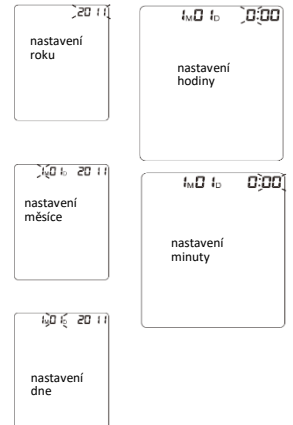 2011
nastavení
roku
1M01D 0:00
nastavení
hodiny
1M01D 2011
nastavení
měsíce
1M01D 0:00
nastavení
minuty
1M01D 2011
nastavení
dne